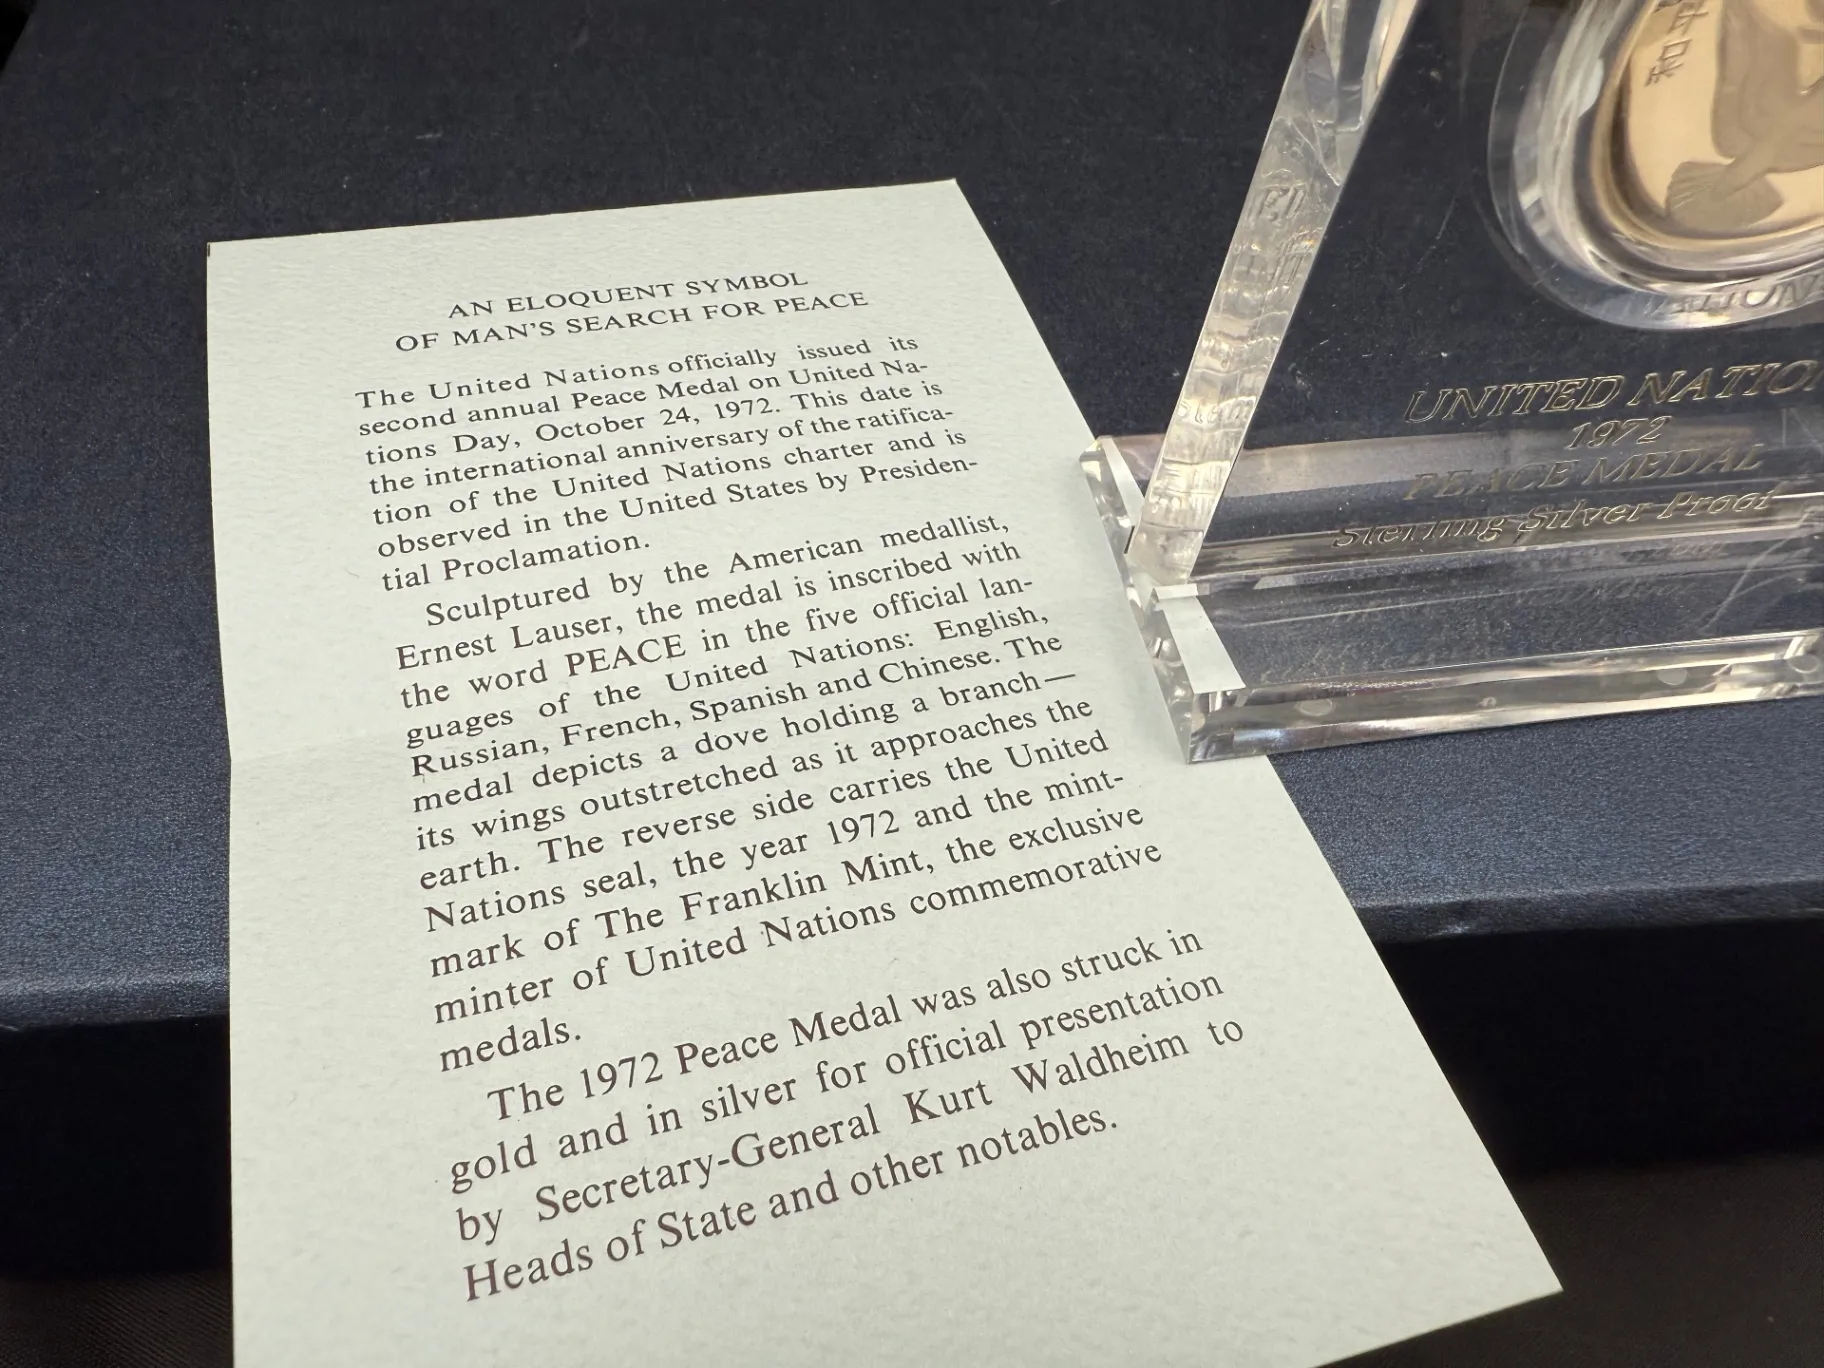 AN ELOQUENT SYMBOL
OF MAN'S SEARCH FOR PEACE
The United Nations officially issued its
second annual Peace Medal on United Na-
tions Day, October 24, 1972. This date is
the international anniversary of the ratifica-
tion of the United Nations charter and is
observed in the United States by Presiden-
tial Proclamation.
Sculptured by the American medallist,
Ernest Lauser, the medal is inscribed with
the word PEACE in the five official lan-
guages of the United Nations: English,
Russian, French, Spanish and Chinese. The
medal depicts a dove holding a branch—
its wings outstretched as it approaches the
earth. The reverse side carries the United
Nations seal, the year 1972 and the mint-
mark of The Franklin Mint, the exclusive
minter of United Nations commemorative
medals.
The 1972 Peace Medal was also struck in
gold and in silver for official presentation
by Secretary-General Kurt Waldheim to
Heads of State and other notables.
UNITED NATIO
1972
PEACE MEDAL
Sterling Silver Proof